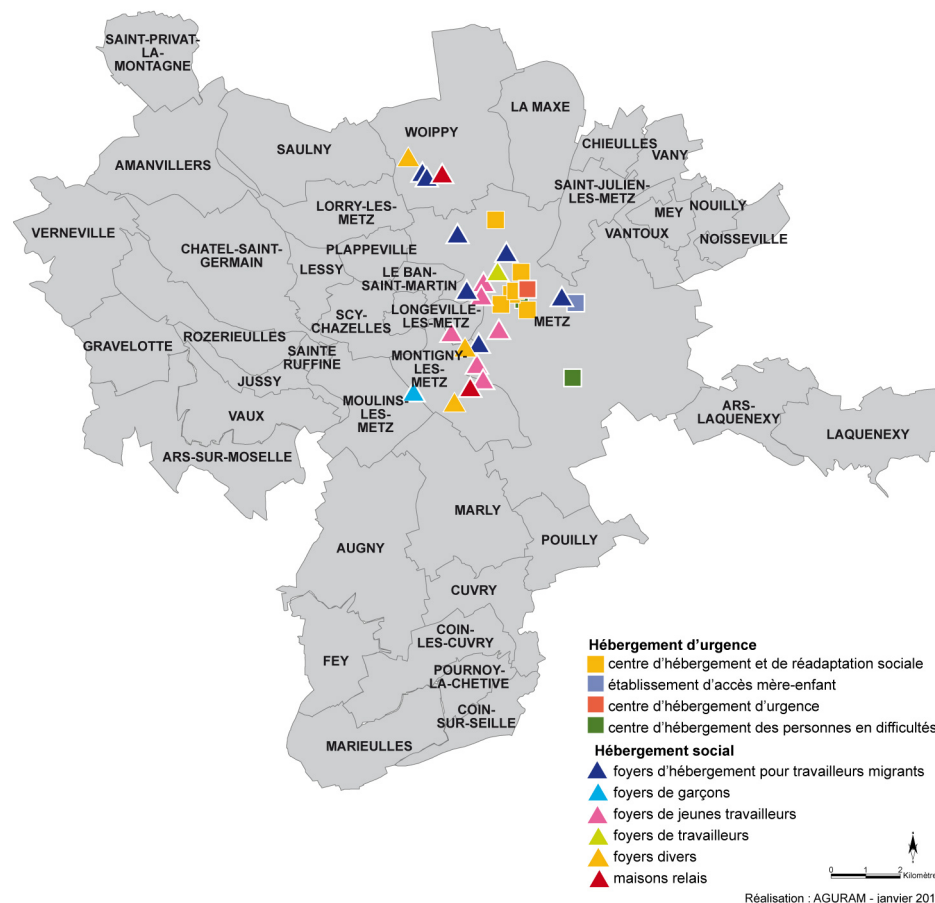 SAINT-PRIVAT-
LA-
MONTAGNE
LA MAXE
WOIPPY
SAULNY
AMANVILLERS
CHIEULLES
VANY
SAINT-JULIEN-
LES-METZ
NOUILLY
MEY
LORRY-LES-
METZ
VANTOUX
NOISSEVILLE
VERNEVILLE
CHATEL-SAINT-
GERMAIN
PLAPPEVILLE
LESSY
LE BAN-
SAINT-MARTIN
SCY-
CHAZELLES
LONGEVILLE-
LES-METZ
METZ
GRAVELOTTE
ROZERIEULLES
SAINTE
RUFFINE
MONTIGNY-
LES-
METZ
JUSSY
MOULINS-
LES-
METZ
VAUX
ARS-
LAQUENEXY
LAQUENEXY
ARS-SUR-MOSELLE
MARLY
POUILLY
AUGNY
CUVRY
COIN-
LES-CUVRY
FEY
POURNOY-
LA-CHETIVE
COIN-
SUR-SEILLE
MARIEULLES
Hébergement d'urgence
centre d'hébergement et de réadaptation sociale
établissement d'accès mère-enfant
centre d'hébergement d'urgence
centre d'hébergement des personnes en difficultés
Hébergement social
foyers d'hébergement pour travailleurs migrants
foyers de garçons
foyers de jeunes travailleurs
foyers de travailleurs
foyers divers
maisons relais
0 1 2
Kilomètre
Réalisation : AGURAM - janvier 201